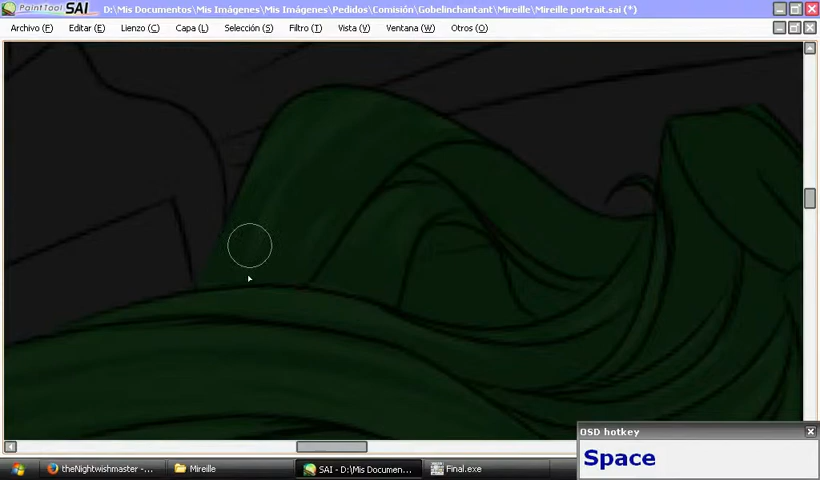 PaintTool SAI D:\Mis Documentos\Mis Imágenes\Mis Imágenes\Pedidos\Comisión\Gobelinchantant\Mireille\Mireille portrait.sai (*)
Archivo (F) Editar (E) Lienzo (C) Capa (L) Selección (S) Filtro (T) Vista (V) Ventana (W) Otros (O)
OSD hotkey
Space
theNightwishmaster -... Mireille SAI - D:\Mis Documen... Final.exe